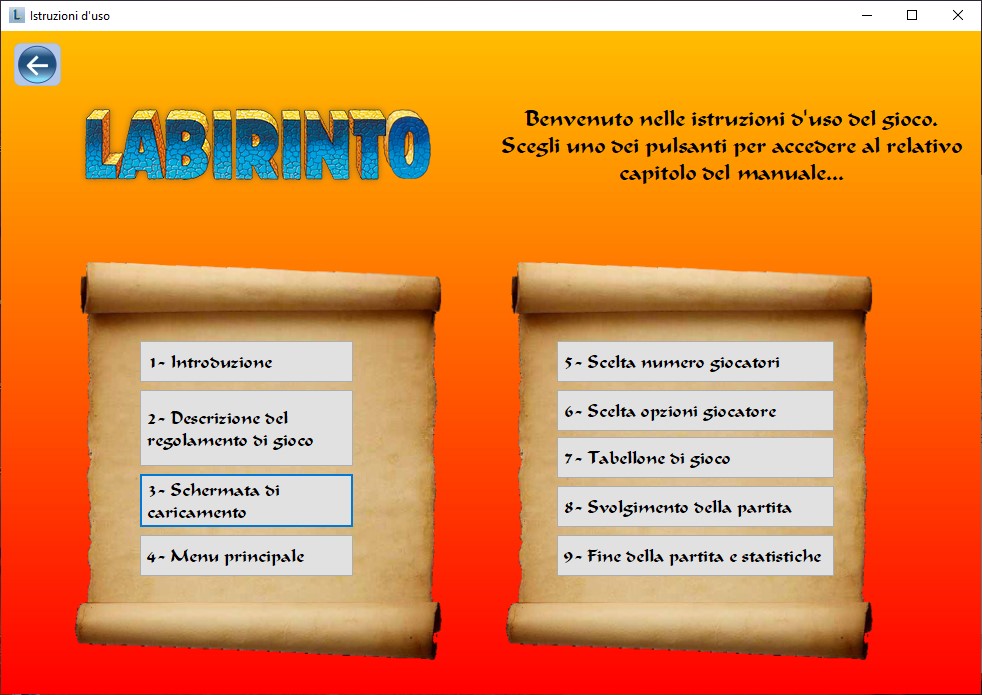 Istruzioni d'uso
LABIRINTO
Benvenuto nelle istruzioni d'uso del gioco.
Scegli uno dei pulsanti per accedere al relativo
capitolo del manuale...
1- Introduzione
2- Descrizione del
regolamento di gioco
3- Schermata di
caricamento
4- Menu principale
5- Scelta numero giocatori
6- Scelta opzioni giocatore
7- Tabellone di gioco
8- Svolgimento della partita
9- Fine della partita e statistiche